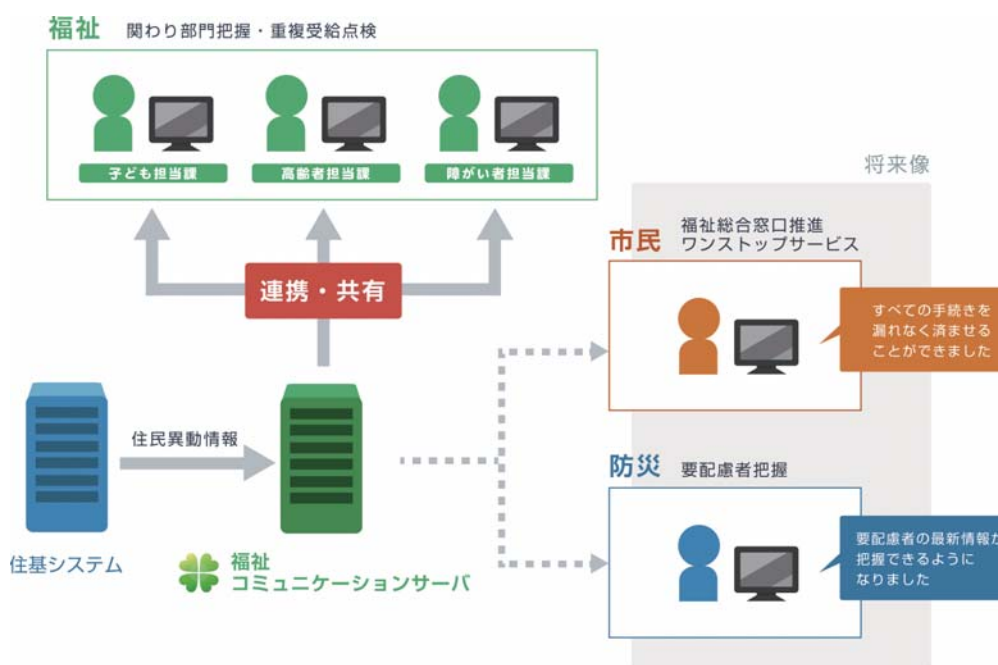 福祉 関わり部門把握・重複受給点検
子ども担当課
高齢者担当課
障がい者担当課
将来像
連携・共有
市民 福祉総合窓口推進
ワンストップサービス
すべての手続きを
漏れなく済ませる
ことができました
住民異動情報
住基システム
福祉
コミュニケーションサーバ
防災 要配慮者把握
要配慮者の最新情報が
把握できるように
なりました